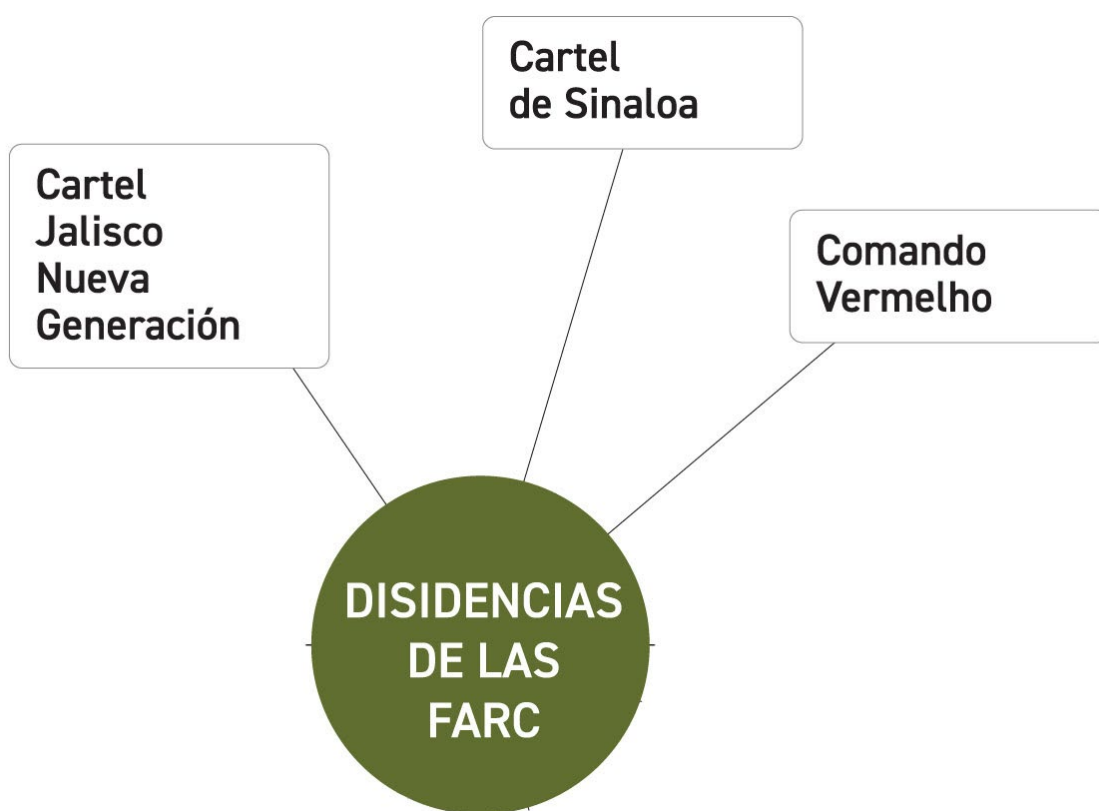 Cartel
de Sinaloa
Cartel
Jalisco
Nueva
Generación
Comando
Vermelho
DISIDENCIAS
DE LAS
FARC